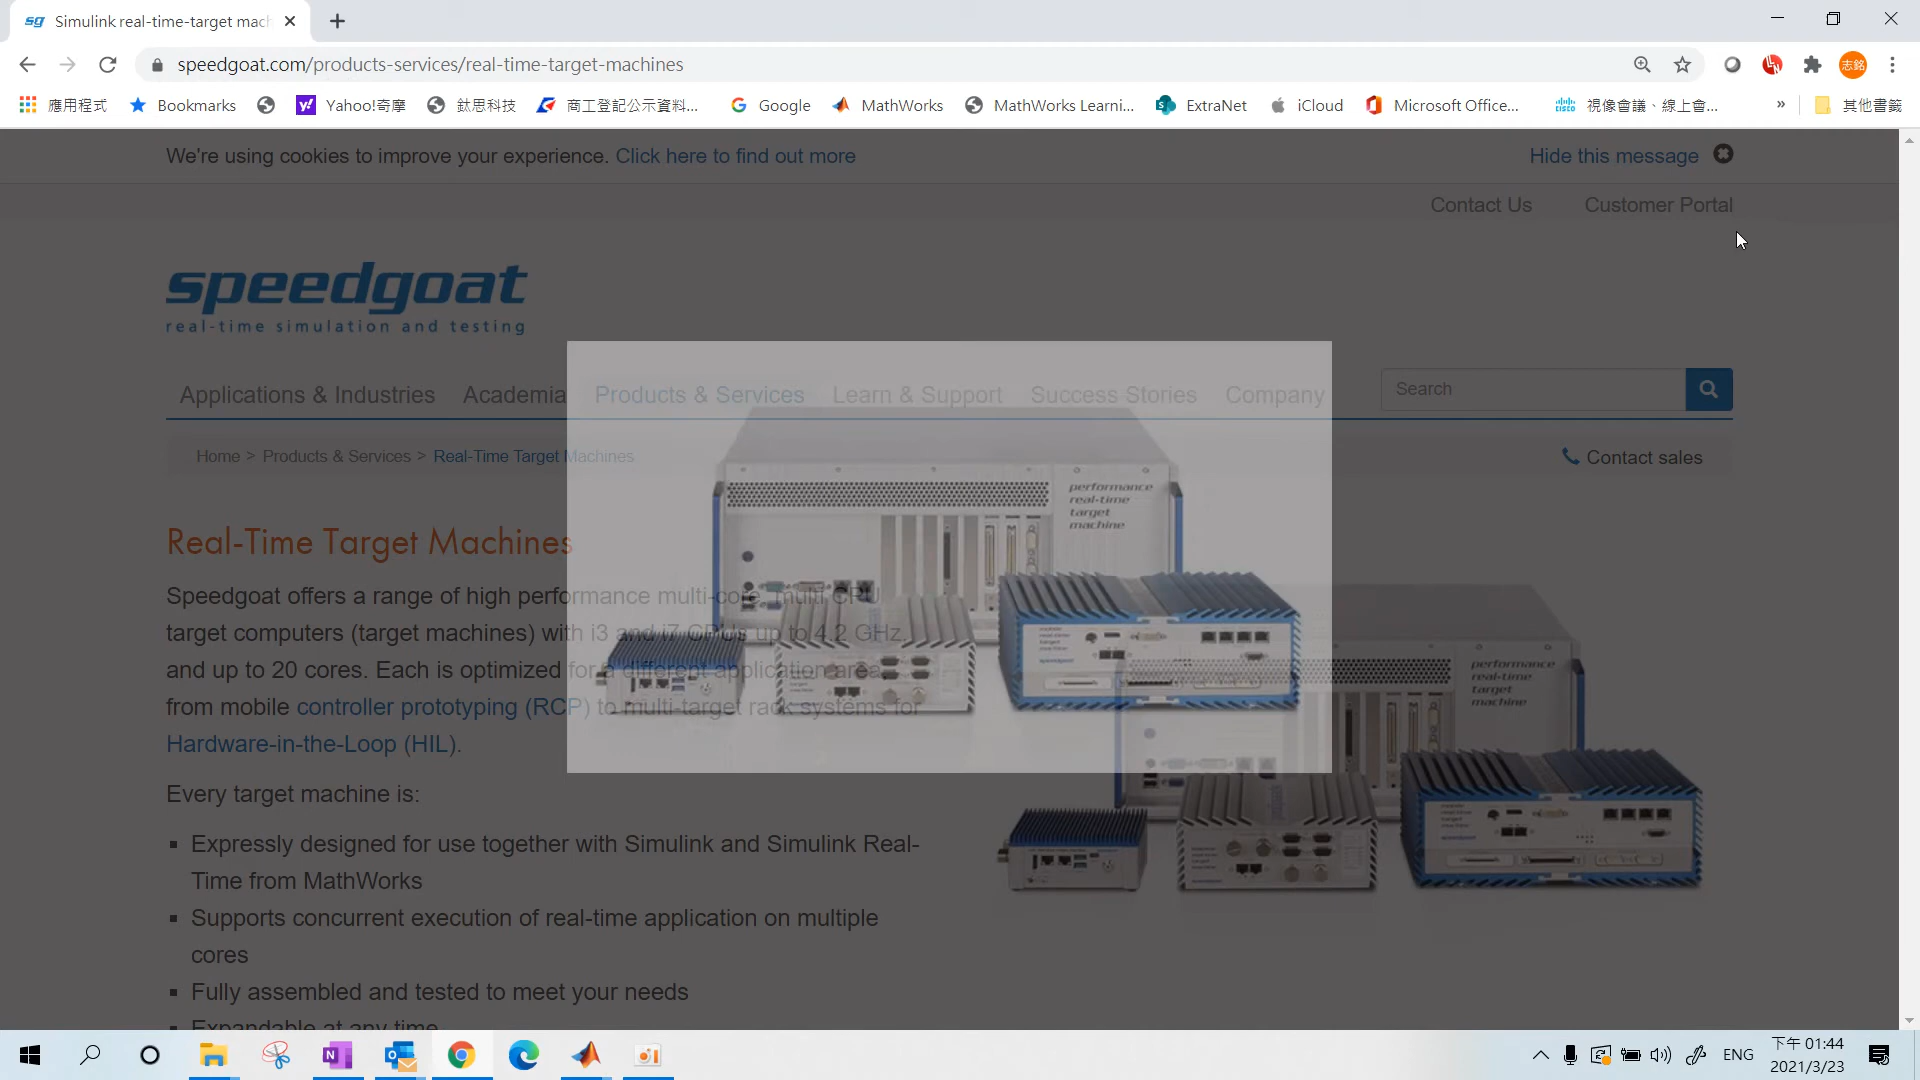 sg Simulink real-time-target mach
speedgoat.com/products-services/real-time-target-machines
志銘
應用程式 Bookmarks Yahoo!奇摩 鈦思科技 商工登記公示資料... Google MathWorks MathWorks Learni... ExtraNet iCloud Microsoft Office... 視像會議、線上會... » 其他書籤
We're using cookies to improve your experience. Click here to find out more Hide this message
Contact Us Customer Portal
speedgoat
real-time simulation and testing
Applications & Industries Academia Products & Services Learn & Support Success Stories Company Search
Home > Products & Services > Real-Time Target Machines Contact sales
performance
real-time
target
machine
Real-Time Target Machines
Speedgoat offers a range of high performance multi-core, multi CPU
target computers (target machines) with i3 and i7 CPUs up to 4.2 GHz,
and up to 20 cores. Each is optimized for a different application area
from mobile controller prototyping (RCP) to multi-target rack systems for
Hardware-in-the-Loop (HIL).
performance
real-time
target
machine
Every target machine is:
Expressly designed for use together with Simulink and Simulink Real-
Time from MathWorks
Supports concurrent execution of real-time application on multiple
cores
Fully assembled and tested to meet your needs
Expandable at any time
ENG
下午 01:44
2021/3/23